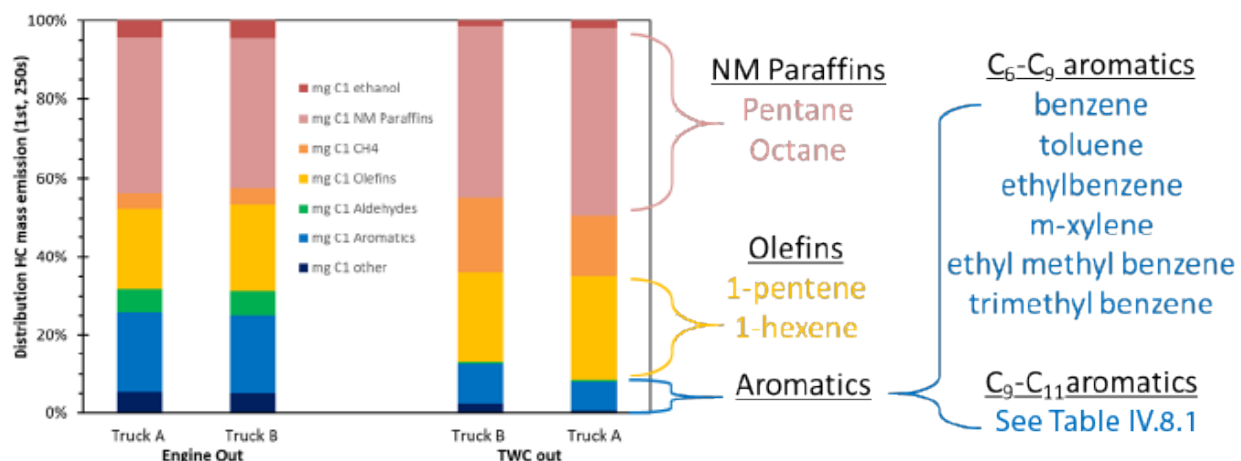 Distribution HC mass emission (1st, 250s)
100%
80%
60%
40%
20%
0%
mg C1 ethanol
mg C1 NM Paraffins
mg C1 CH4
mg C1 Olefins
mg C1 Aldehydes
mg C1 Aromatics
mg C1 other
Truck A
Truck B
Truck B
Truck A
Engine Out
TWC out
NM Paraffins
Pentane
Octane
Olefins
1-pentene
1-hexene
Aromatics
C₆-C₉ aromatics
benzene
toluene
ethylbenzene
m-xylene
ethyl methyl benzene
trimethyl benzene
C₉-C₁₁aromatics
See Table IV.8.1